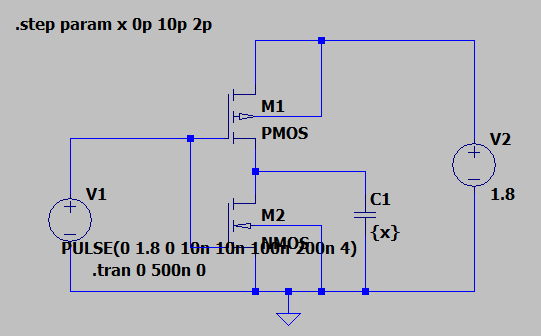 .step param x 0p 10p 2p
M1
PMOS
V2
V1
C1
1.8
M2
{x}
NMOS
PULSE(0 1.8 0 10n 10n 100n 200n 4)
.tran 0 500n 0